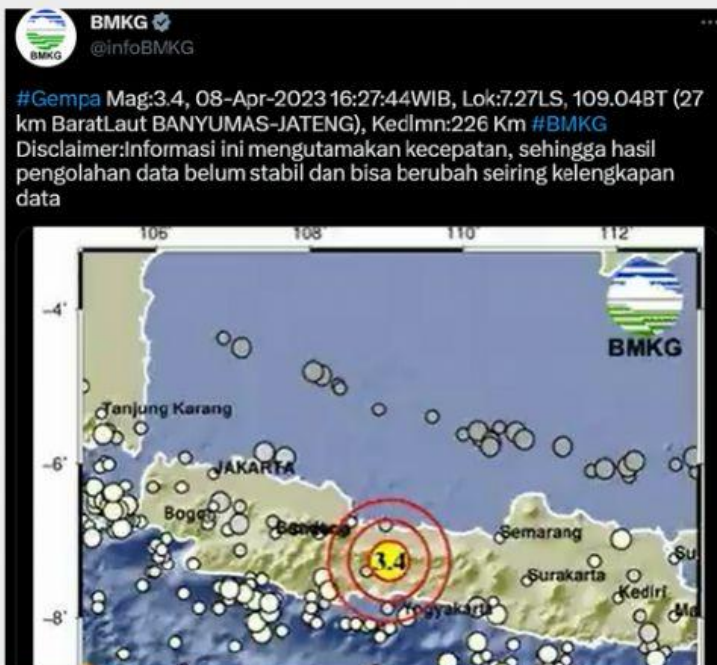 BMKG
@infoBMKG
BMKG
#Gempa Mag:3.4, 08-Apr-2023 16:27:44WIB, Lok:7.27LS, 109.04BT (27
km BaratLaut BANYUMAS-JATENG), Kedlmn:226 Km #BMKG
Disclaimer:Informasi ini mengutamakan kecepatan, sehingga hasil
pengolahan data belum stabil dan bisa berubah seiring kelengkapan
data
106 108 110 112
-4°
BMKG
Tanjung Karang
-6°
JAKARTA
Bogor
Semarang
3.4
Surakarta
Kediri
Yogyakarta
-8°